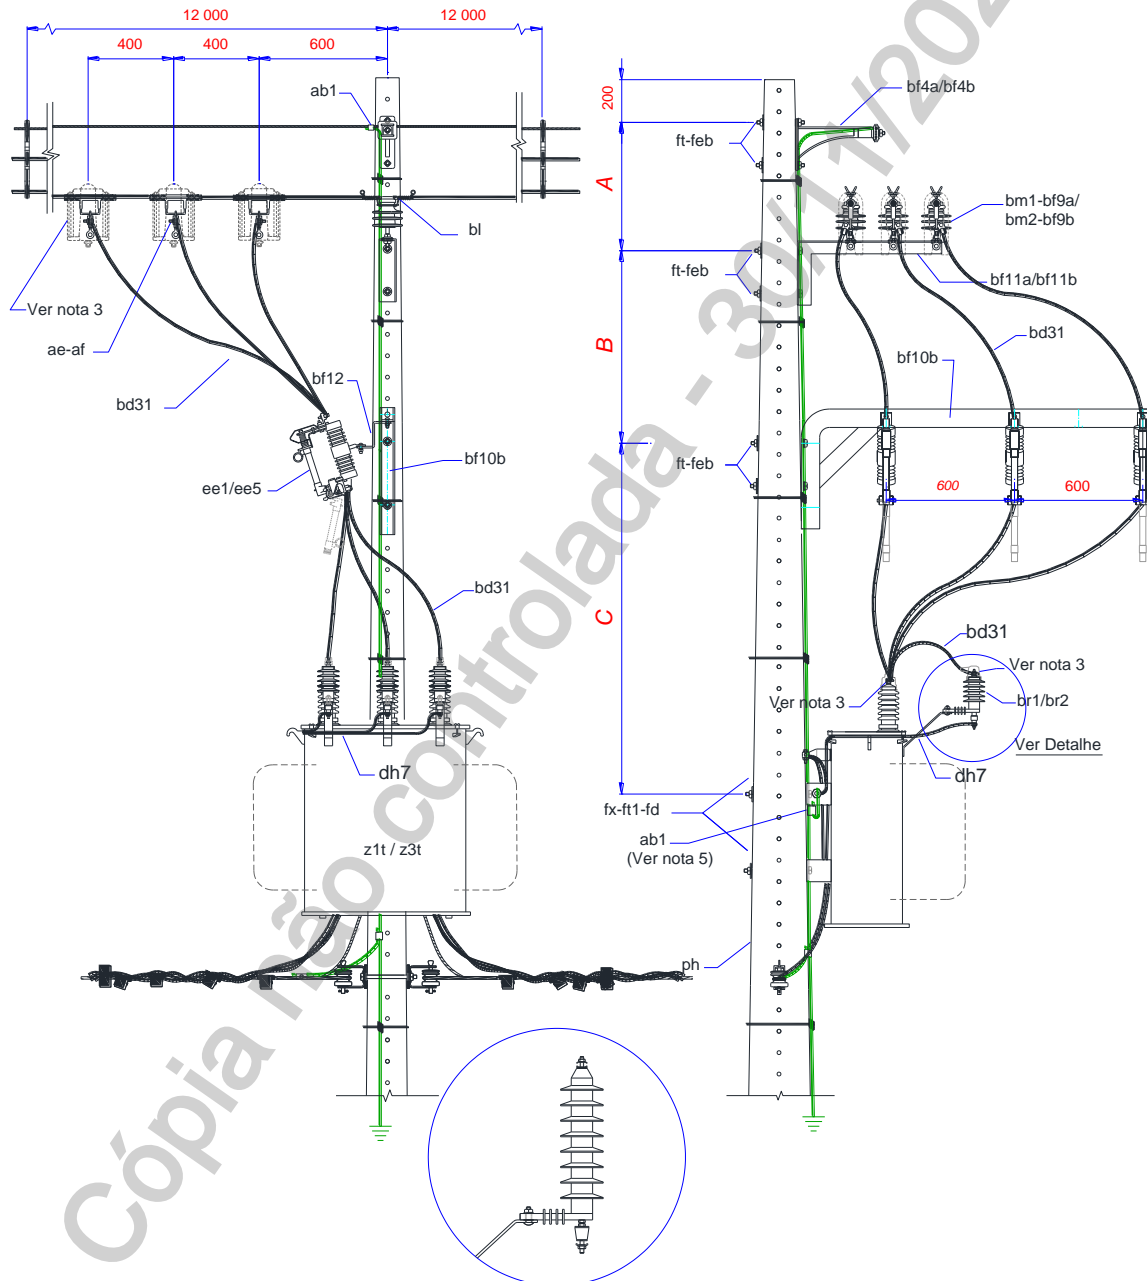 12 000
12 000
400
400
600
ab1
bl
Ver nota 3
ae-af
bd31
bf12
bf10b
ee1/ee5
bd31
dh7
z1t / z3t
200
A
B
C
ft-feb
ft-feb
ft-feb
bf4a/bf4b
bm1-bf9a/
bm2-bf9b
bf11a/bf11b
bd31
bf10b
600
600
bd31
Ver nota 3
Ver nota 3
br1/br2
Ver Detalhe
dh7
fx-ft1-fd
ab1
(Ver nota 5)
ph
Cópia não controlada - 30/11/202